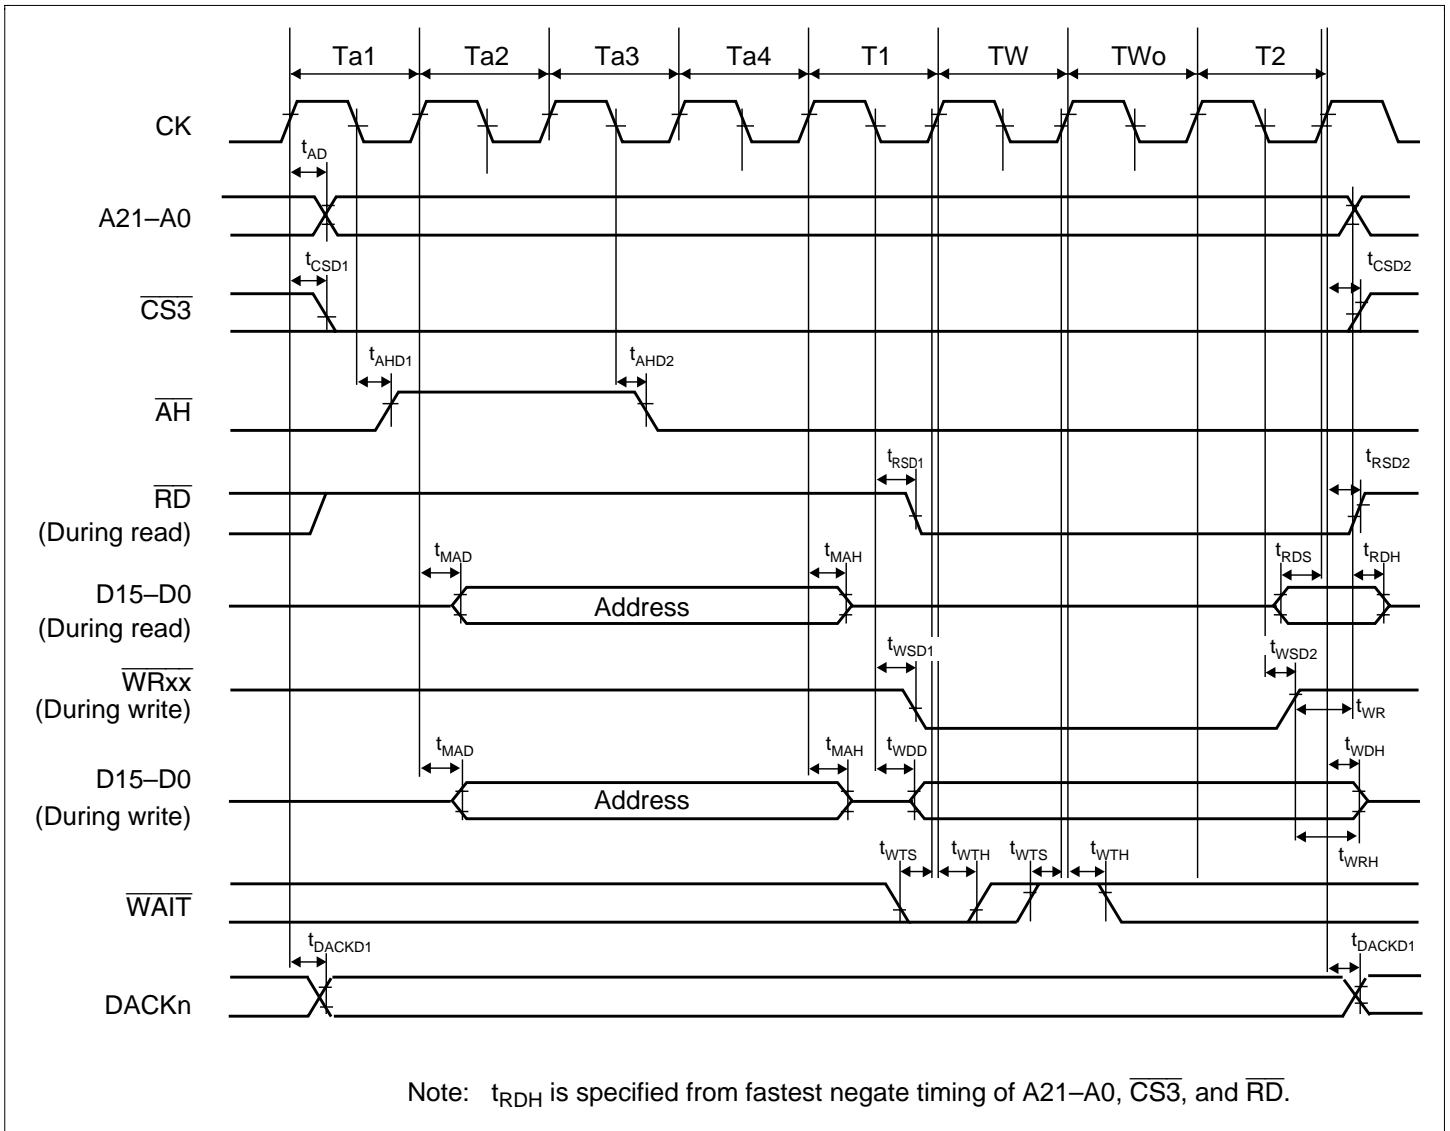 Ta1 Ta2 Ta3 Ta4 T1 TW TWo T2
CK
tAD
A21–A0
tCSD1 tCSD2
CS3
tAHD1 tAHD2
AH
tRSD1 tRSD2
RD
(During read)
tMAD tMAH tRDS tRDH
D15–D0
Address
(During read)
tWSD1 tWSD2
WRxx
(During write)
tWR
tMAD tMAH tWDD tWDH
D15–D0
Address
(During write)
tWTS tWTH tWTS tWTH tWRH
WAIT
tDACKD1 tDACKD1
DACKn
Note: tRDH is specified from fastest negate timing of A21–A0, CS3, and RD.